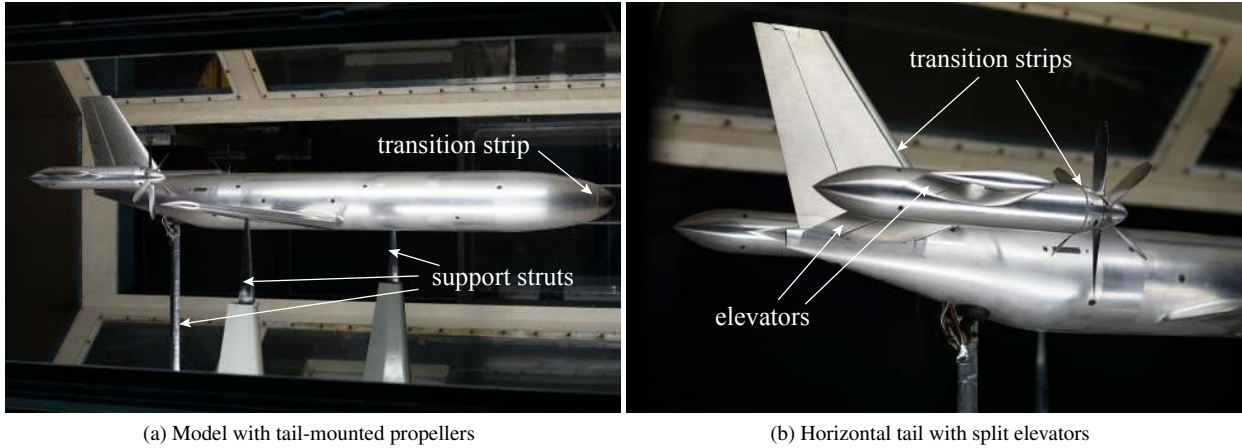 transition strip
support struts
(a) Model with tail-mounted propellers
transition strips
elevators
(b) Horizontal tail with split elevators